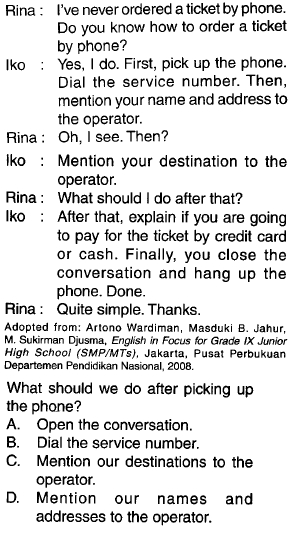 Rina : I've never ordered a ticket by phone.
Do you know how to order a ticket
by phone?
Iko : Yes, I do. First, pick up the phone.
Dial the service number. Then,
mention your name and address to
the operator.
Rina : Oh, I see. Then?
Iko : Mention your destination to the
operator.
Rina : What should I do after that?
Iko : After that, explain if you are going
to pay for the ticket by credit card
or cash. Finally, you close the
conversation and hang up the
phone. Done.
Rina : Quite simple. Thanks.
Adopted from: Artono Wardiman, Masduki B. Jahur,
M. Sukirman Djusma, English in Focus for Grade IX Junior
High School (SMP/MTs), Jakarta, Pusat Perbukuan
Departemen Pendidikan Nasional, 2008.
What should we do after picking up
the phone?
A. Open the conversation.
B. Dial the service number.
C. Mention our destinations to the
operator.
D. Mention our names and
addresses to the operator.